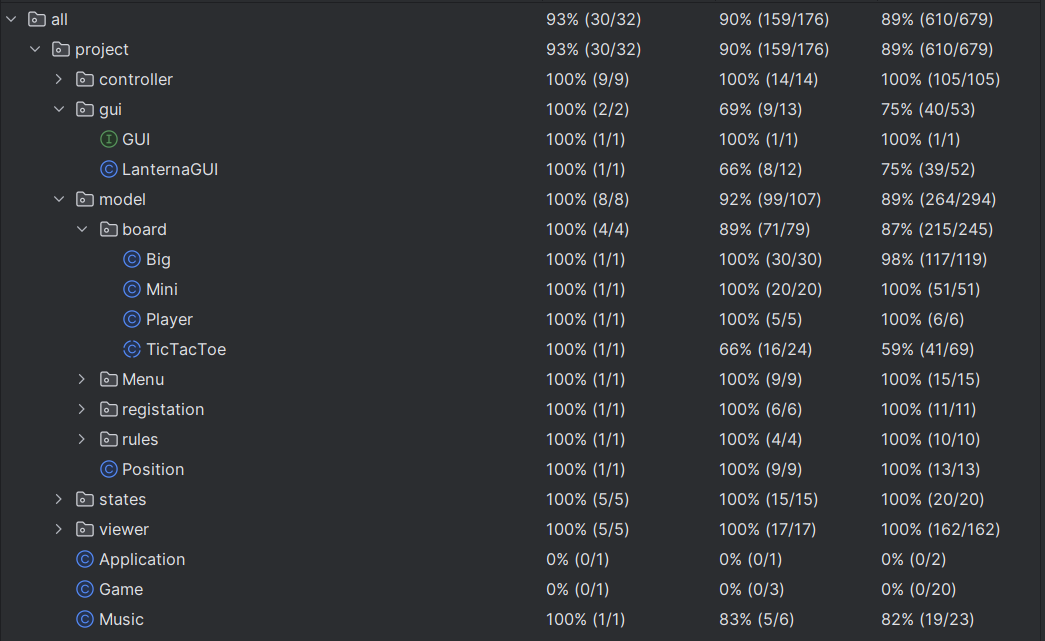 all 93% (30/32) 90% (159/176) 89% (610/679)
project 93% (30/32) 90% (159/176) 89% (610/679)
controller 100% (9/9) 100% (14/14) 100% (105/105)
gui 100% (2/2) 69% (9/13) 75% (40/53)
I GUI 100% (1/1) 100% (1/1) 100% (1/1)
C LanternaGUI 100% (1/1) 66% (8/12) 75% (39/52)
model 100% (8/8) 92% (99/107) 89% (264/294)
board 100% (4/4) 89% (71/79) 87% (215/245)
C Big 100% (1/1) 100% (30/30) 98% (117/119)
C Mini 100% (1/1) 100% (20/20) 100% (51/51)
C Player 100% (1/1) 100% (5/5) 100% (6/6)
C TicTacToe 100% (1/1) 66% (16/24) 59% (41/69)
Menu 100% (1/1) 100% (9/9) 100% (15/15)
registation 100% (1/1) 100% (6/6) 100% (11/11)
rules 100% (1/1) 100% (4/4) 100% (10/10)
C Position 100% (1/1) 100% (9/9) 100% (13/13)
states 100% (5/5) 100% (15/15) 100% (20/20)
viewer 100% (5/5) 100% (17/17) 100% (162/162)
C Application 0% (0/1) 0% (0/1) 0% (0/2)
C Game 0% (0/1) 0% (0/3) 0% (0/20)
C Music 100% (1/1) 83% (5/6) 82% (19/23)